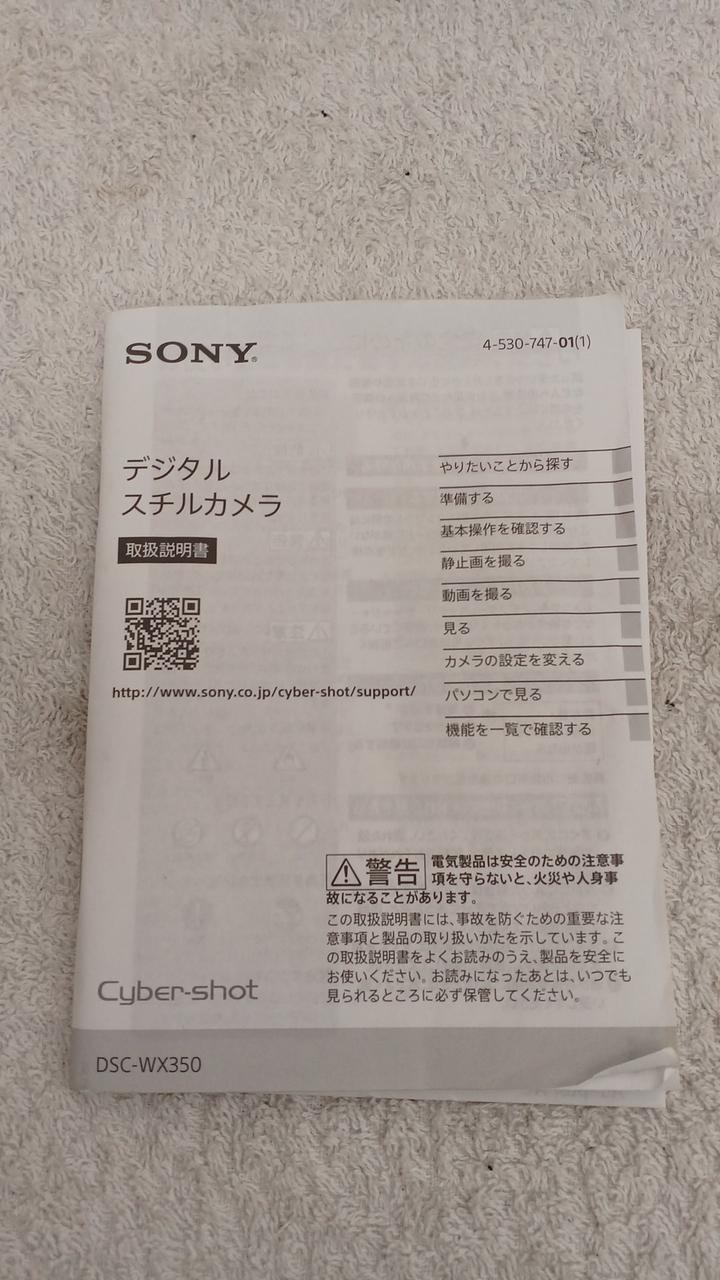 SONY®
4-530-747-01(1)
デジタル
スチルカメラ
取扱説明書
http://www.sony.co.jp/cyber-shot/support/
やりたいことから探す
準備する
基本操作を確認する
静止画を撮る
動画を撮る
見る
カメラの設定を変える
パソコンで見る
機能を一覧で確認する
警告 電気製品は安全のための注意事
項を守らないと、火災や人身事
故になることがあります。
この取扱説明書には、事故を防ぐための重要な注
意事項と製品の取り扱いかたを示しています。こ
の取扱説明書をよくお読みのうえ、製品を安全に
お使いください。お読みになったあとは、いつでも
見られるところに必ず保管してください。
Cyber-shot
DSC-WX350